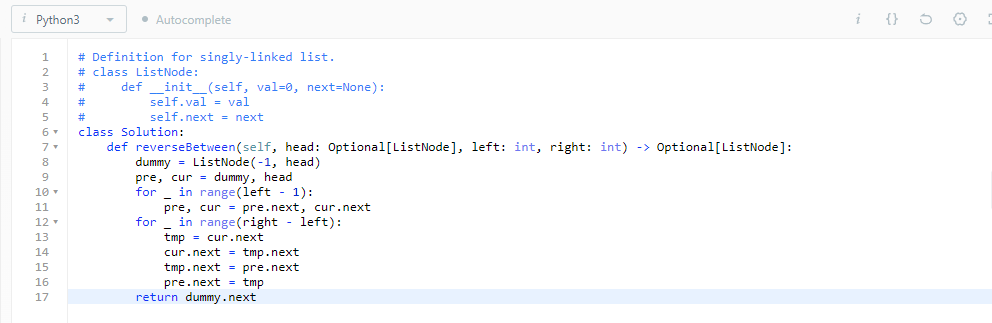 i Python3 Autocomplete i {}
1 # Definition for singly-linked list.
2 # class ListNode:
3 #     def __init__(self, val=0, next=None):
4 #         self.val = val
5 #         self.next = next
6 class Solution:
7     def reverseBetween(self, head: Optional[ListNode], left: int, right: int) -> Optional[ListNode]:
8         dummy = ListNode(-1, head)
9         pre, cur = dummy, head
10         for _ in range(left - 1):
11             pre, cur = pre.next, cur.next
12         for _ in range(right - left):
13             tmp = cur.next
14             cur.next = tmp.next
15             tmp.next = pre.next
16             pre.next = tmp
17         return dummy.next